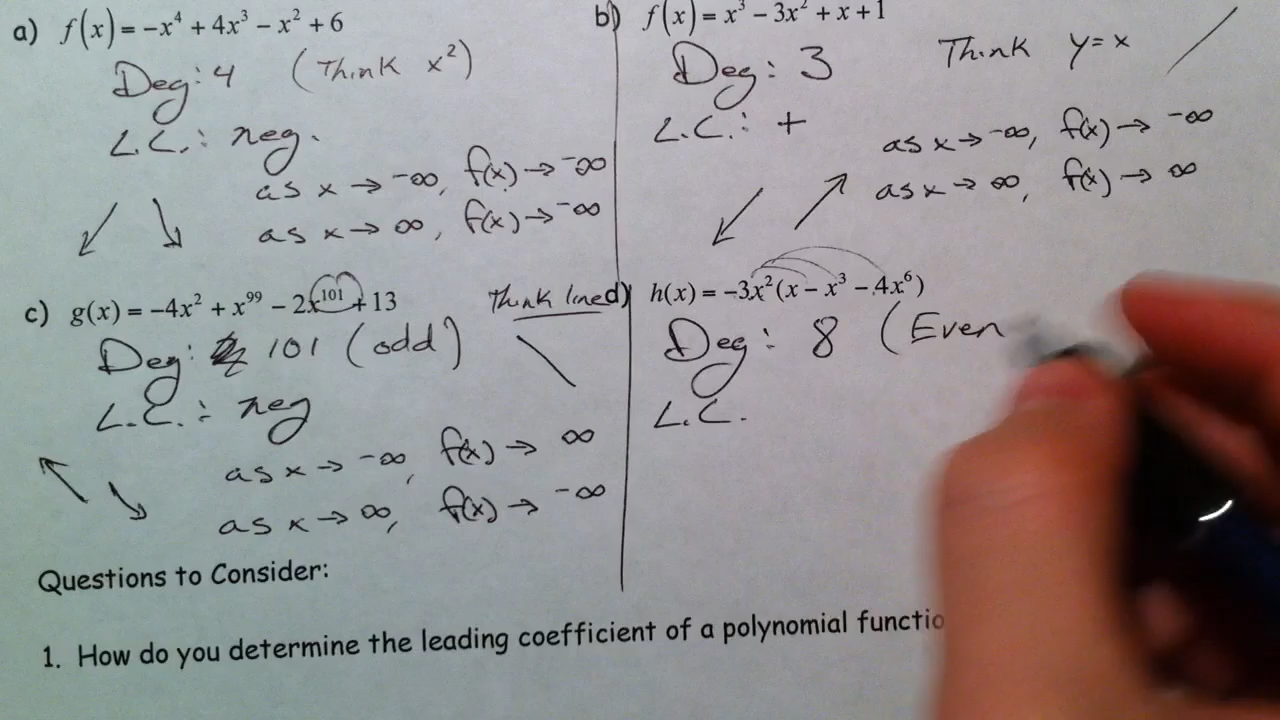 a) f(x) = −x⁴ + 4x³ − x² + 6
Deg: 4 (Think x²)
L.C.: neg.
as x → −∞, f(x) → −∞
as x → ∞, f(x) → −∞
b) f(x) = x³ − 3x² + x + 1
Deg: 3 Think y=x
L.C.: +
as x → −∞, f(x) → −∞
as x → ∞, f(x) → ∞
c) g(x) = −4x² + x⁹⁹ − 2x¹⁰¹ + 13
Think line
Deg: 101 (odd)
L.C.: neg
as x → −∞, f(x) → ∞
as x → ∞, f(x) → −∞
d) h(x) = −3x²(x − x³ − 4x⁶)
Deg: 8 (Even
L.C.
Questions to Consider:
1. How do you determine the leading coefficient of a polynomial functio